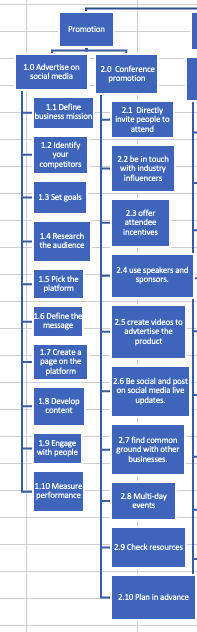 Promotion
1.0 Advertise on
social media
1.1 Define
business mission
1.2 Identify
your
competitors
1.3 Set goals
1.4 Research
the audience
1.5 Pick the
platform
1.6 Define the
message
1.7 Create a
page on the
platform
1.8 Develop
content
1.9 Engage
with people
1.10 Measure
performance
2.0 Conference
promotion
2.1 Directly
invite people to
attend
2.2 be in touch
with industry
influencers
2.3 offer
attendee
incentives
2.4 use speakers and
sponsors.
2.5 create videos to
advtertise the
product
2.6 Be social and post
on social media live
updates.
2.7 find common
ground with other
businesses.
2.8 Multi-day
events
2.9 Check resources
2.10 Plan in advance